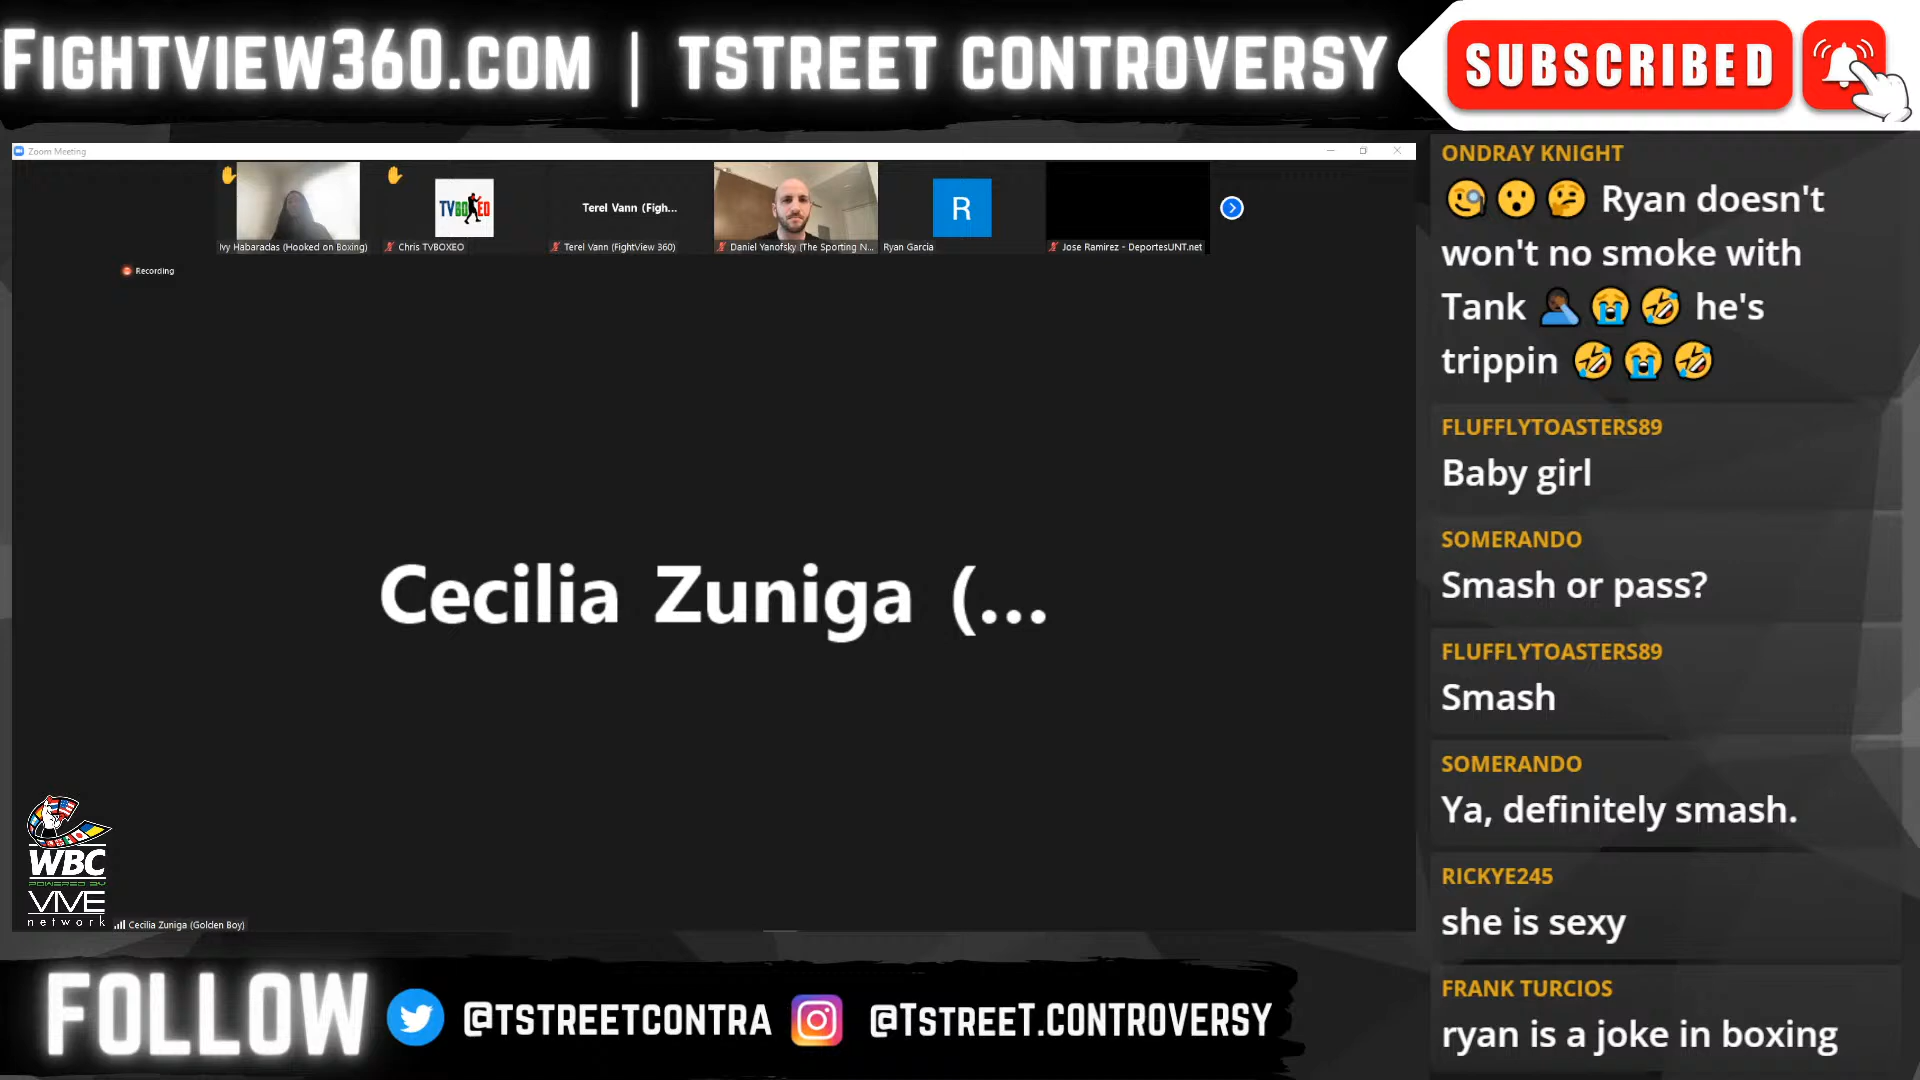 FIGHTVIEW360.COM | TSTREET CONTROVERSY
SUBSCRIBED
Zoom Meeting
TVBOXEO
Terel Vann (Figh...
R
Ivy Habaradas (Hooked on Boxing)
Chris TVBOXEO
Terel Vann (FightView 360)
Daniel Yanofsky (The Sporting N...
Ryan Garcia
Jose Ramirez - DeportesUNT.net
Recording
Cecilia Zuniga (...
WBC
POWERED BY
VIVE
network
Cecilia Zuniga (Golden Boy)
ONDRAY KNIGHT
🧐 😮 🤔 Ryan doesn't
won't no smoke with
Tank 🤦🏿 😭 🤣 he's
trippin 🤣 😭 🤣
FLUFFLYTOASTERS89
Baby girl
SOMERANDO
Smash or pass?
FLUFFLYTOASTERS89
Smash
SOMERANDO
Ya, definitely smash.
RICKYE245
she is sexy
FRANK TURCIOS
ryan is a joke in boxing
FOLLOW
@TSTREETCONTRA
@TSTREET.CONTROVERSY